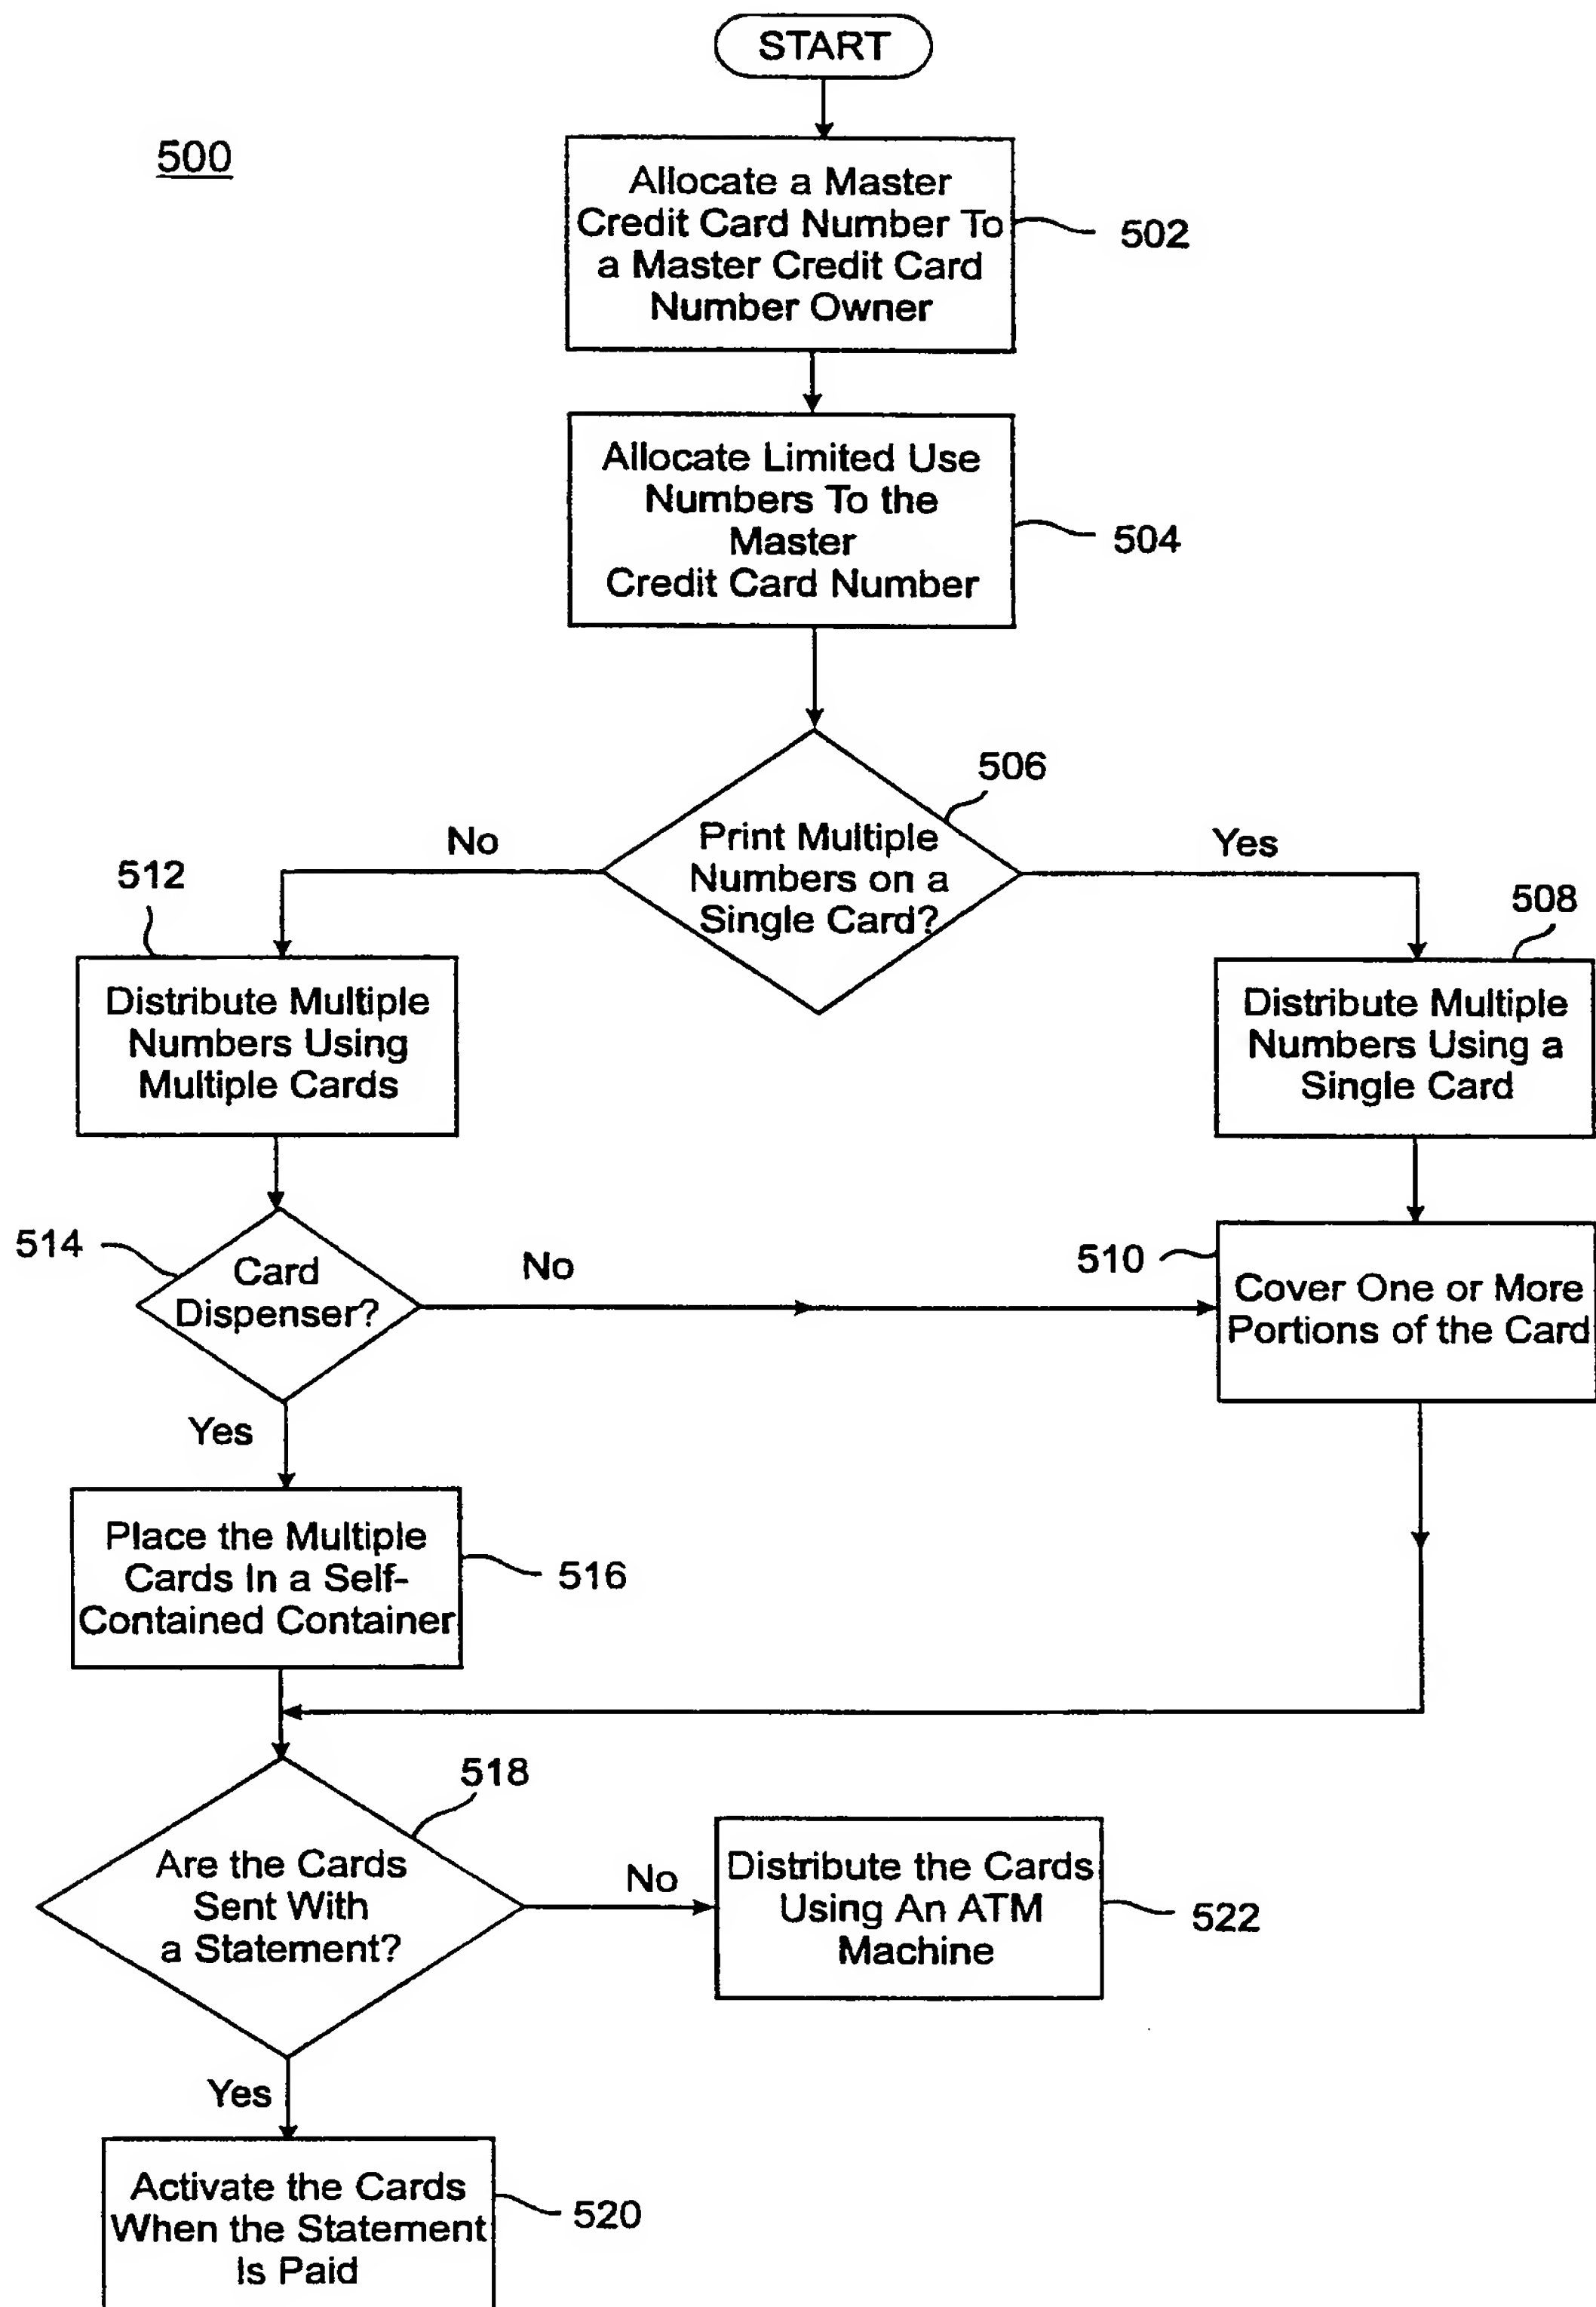 START
500
Allocate a Master
Credit Card Number To
a Master Credit Card
Number Owner
502
Allocate Limited Use
Numbers To the
Master
Credit Card Number
504
506
Print Multiple
Numbers on a
Single Card?
No
Yes
512
508
Distribute Multiple
Numbers Using
Multiple Cards
Distribute Multiple
Numbers Using a
Single Card
514
Card
Dispenser?
No
510
Cover One or More
Portions of the Card
Yes
Place the Multiple
Cards In a Self-
Contained Container
516
518
Are the Cards
Sent With
a Statement?
No
Distribute the Cards
Using An ATM
Machine
522
Yes
Activate the Cards
When the Statement
Is Paid
520